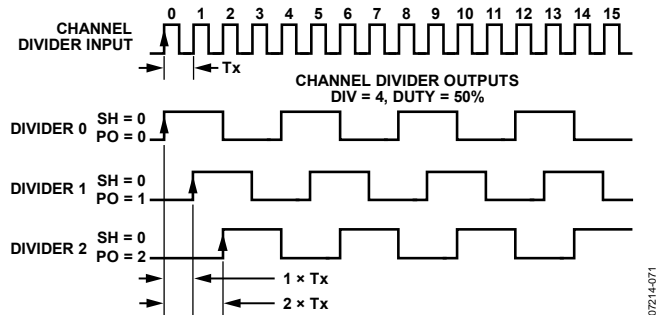 0 1 2 3 4 5 6 7 8 9 10 11 12 13 14 15
CHANNEL
DIVIDER INPUT
Tx
CHANNEL DIVIDER OUTPUTS
DIV = 4, DUTY = 50%
DIVIDER 0 SH = 0
PO = 0
DIVIDER 1 SH = 0
PO = 1
DIVIDER 2 SH = 0
PO = 2
1 × Tx
2 × Tx
07214-071